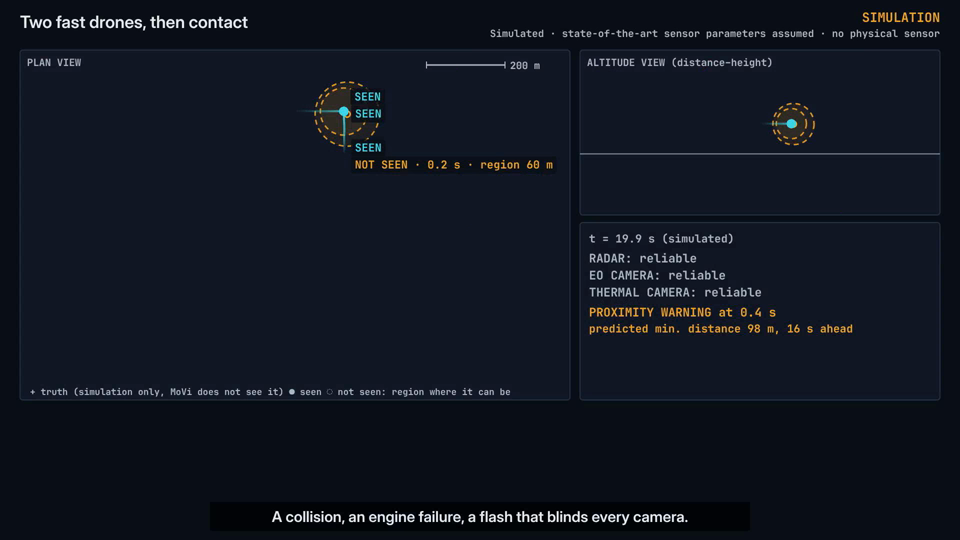 Two fast drones, then contact
SIMULATION
Simulated · state-of-the-art sensor parameters assumed · no physical sensor
PLAN VIEW
200 m
SEEN
SEEN
SEEN
NOT SEEN · 0.2 s · region 60 m
+ truth (simulation only, MoVi does not see it) ● seen ○ not seen: region where it can be
ALTITUDE VIEW (distance-height)
t = 19.9 s (simulated)
RADAR: reliable
EO CAMERA: reliable
THERMAL CAMERA: reliable
PROXIMITY WARNING at 0.4 s
predicted min. distance 98 m, 16 s ahead
A collision, an engine failure, a flash that blinds every camera.